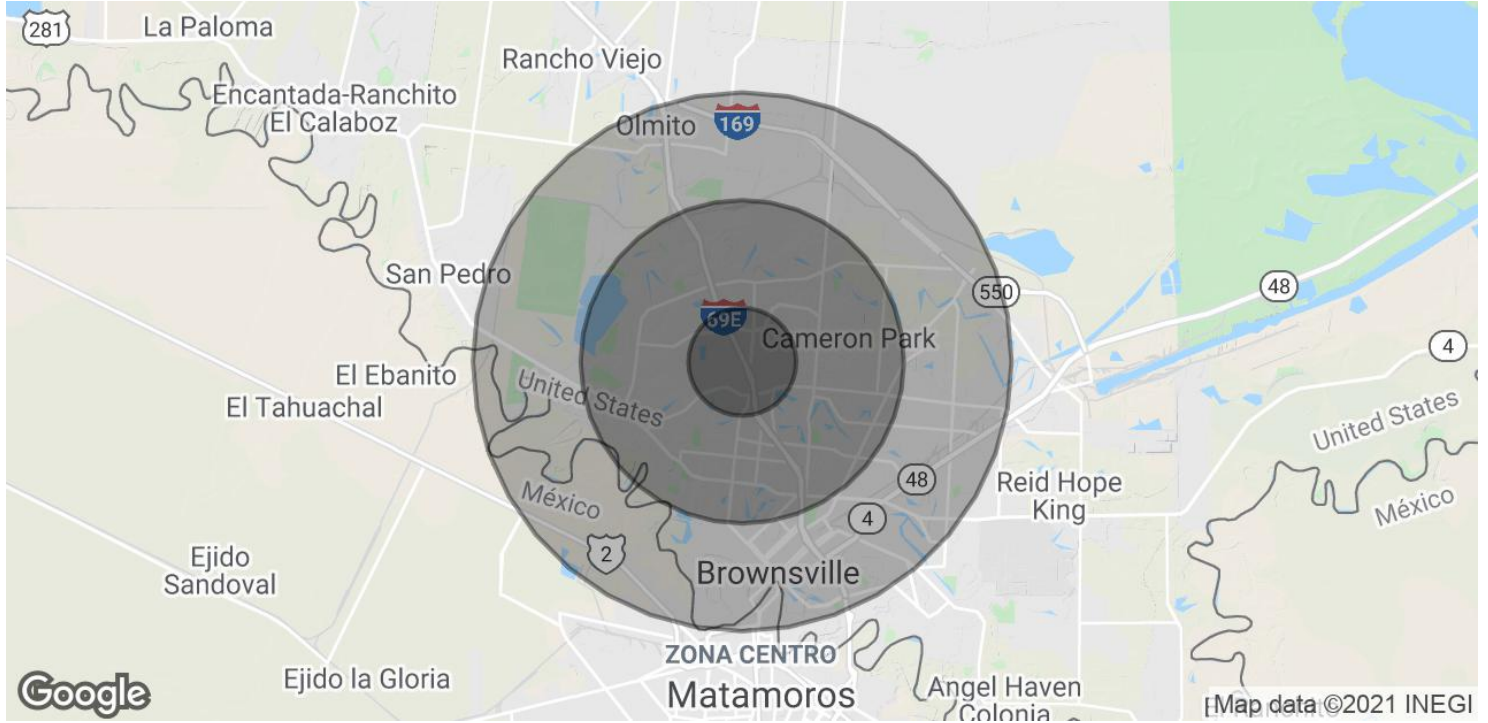 281
La Paloma
Rancho Viejo
Encantada-Ranchito
El Calaboz
Olmito
169
San Pedro
550
48
69E
Cameron Park
4
El Ebanito
El Tahuachal
United States
United States
48
Reid Hope
King
México
México
4
2
Ejido
Sandoval
Brownsville
ZONA CENTRO
Ejido la Gloria
Matamoros
Angel Haven
Colonia
Google
Map data ©2021 INEGI